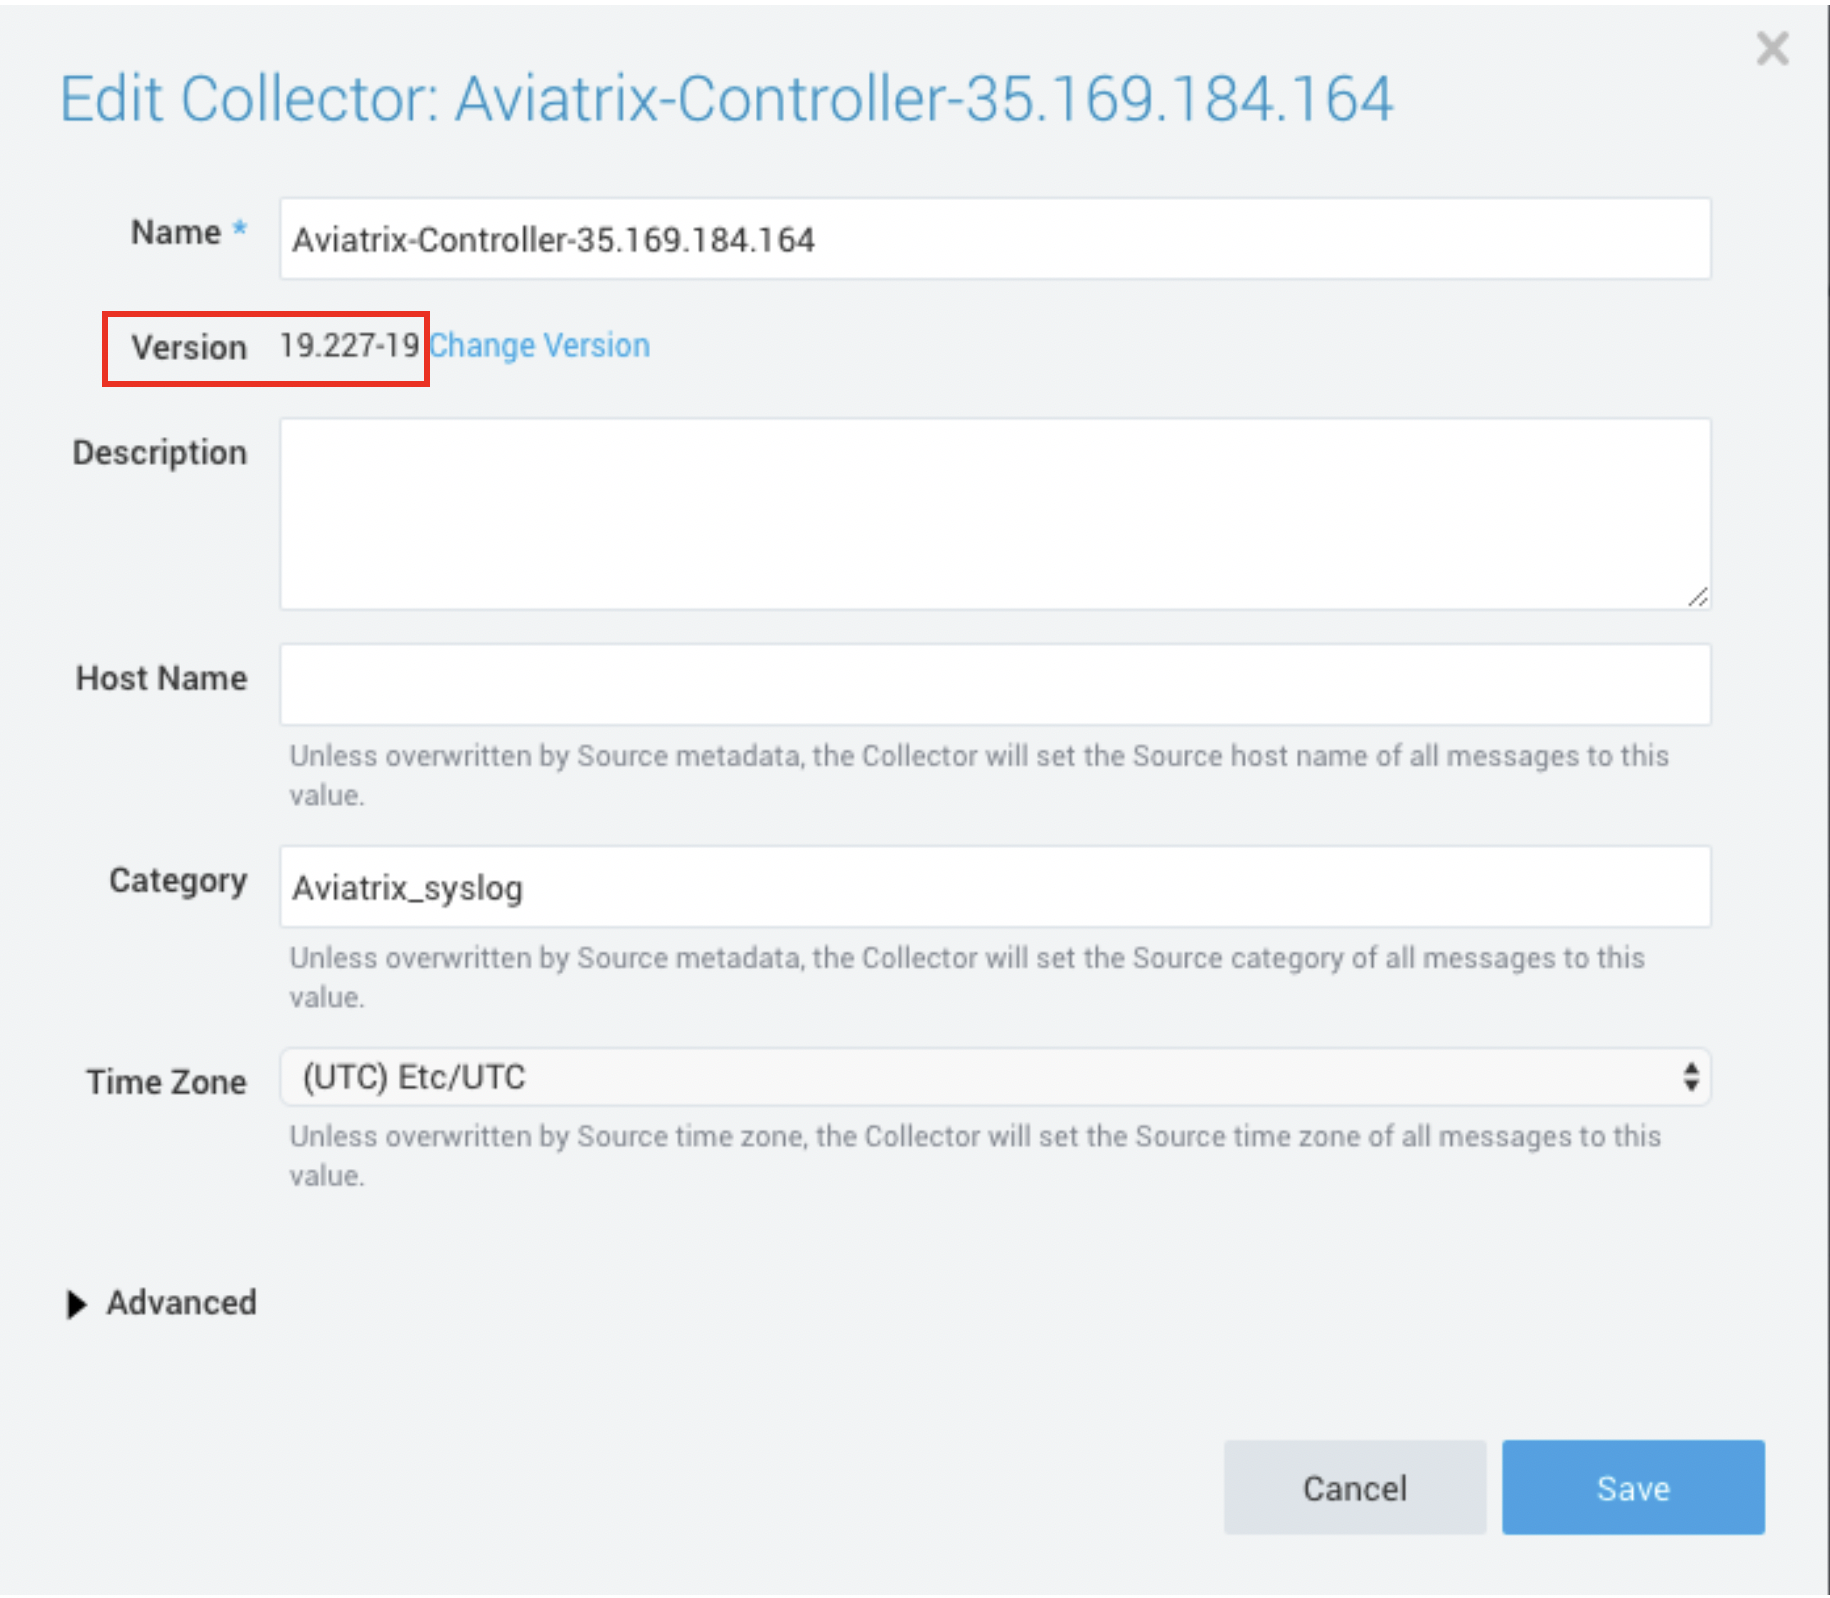 Edit Collector: Aviatrix-Controller-35.169.184.164
Name * Aviatrix-Controller-35.169.184.164
Version 19.227-19 Change Version
Description
Host Name
Unless overwritten by Source metadata, the Collector will set the Source host name of all messages to this
value.
Category Aviatrix_syslog
Unless overwritten by Source metadata, the Collector will set the Source category of all messages to this
value.
Time Zone (UTC) Etc/UTC
Unless overwritten by Source time zone, the Collector will set the Source time zone of all messages to this
value.
Advanced
Cancel Save